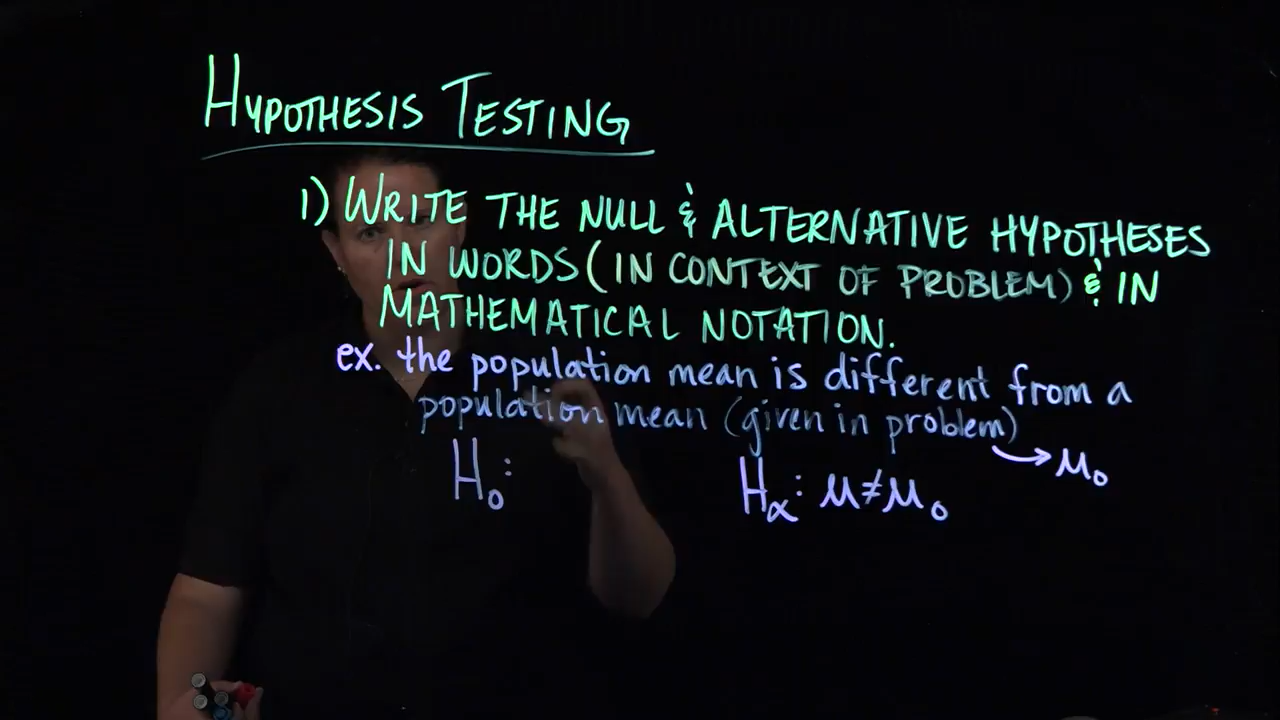 HYPOTHESIS TESTING
1) WRITE THE NULL & ALTERNATIVE HYPOTHESES
IN WORDS (IN CONTEXT OF PROBLEM) & IN
MATHEMATICAL NOTATION.
ex. the population mean is different from a
population mean (given in problem)
→ μ₀
H₀: Hα: μ≠μ₀